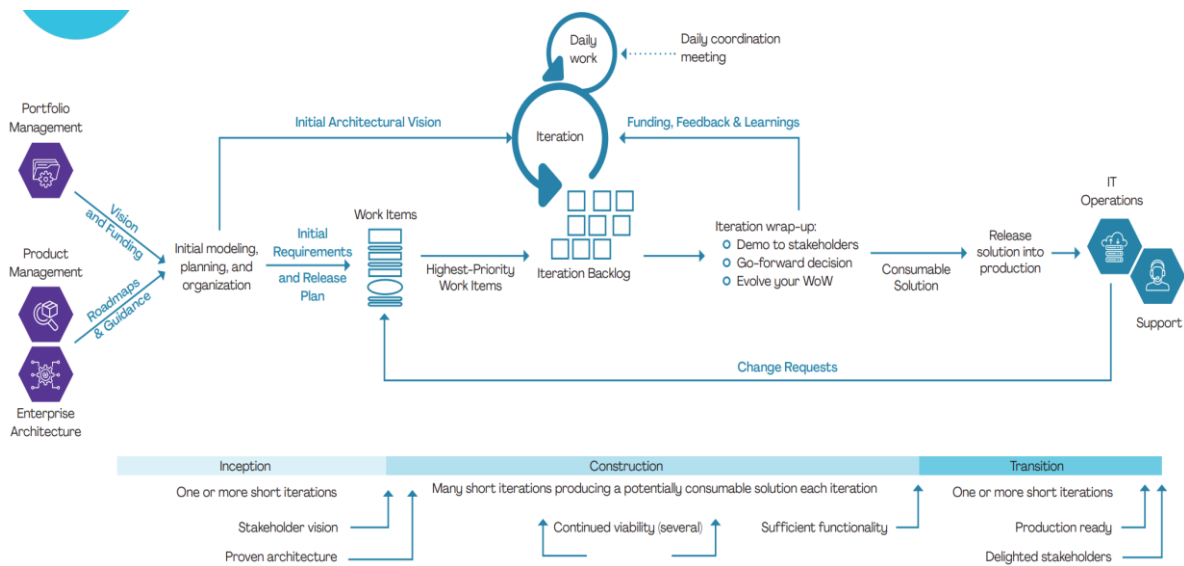 Daily
work
Daily coordination
meeting
Portfolio
Management
Initial Architectural Vision
Iteration
Funding, Feedback & Learnings
IT
Operations
Vision
and Funding
Work Items
Initial
Requirements
and Release
Plan
Product
Management
Initial modeling,
planning, and
organization
Highest-Priority
Work Items
Iteration Backlog
Iteration wrap-up:
Demo to stakeholders
Go-forward decision
Evolve your WoW
Consumable
Solution
Release
solution into
production
Roadmaps
& Guidance
Support
Change Requests
Enterprise
Architecture
Inception
Construction
Transition
One or more short iterations
Many short iterations producing a potentially consumable solution each iteration
One or more short iterations
Stakeholder vision
Continued viability (several)
Sufficient functionality
Production ready
Proven architecture
Delighted stakeholders